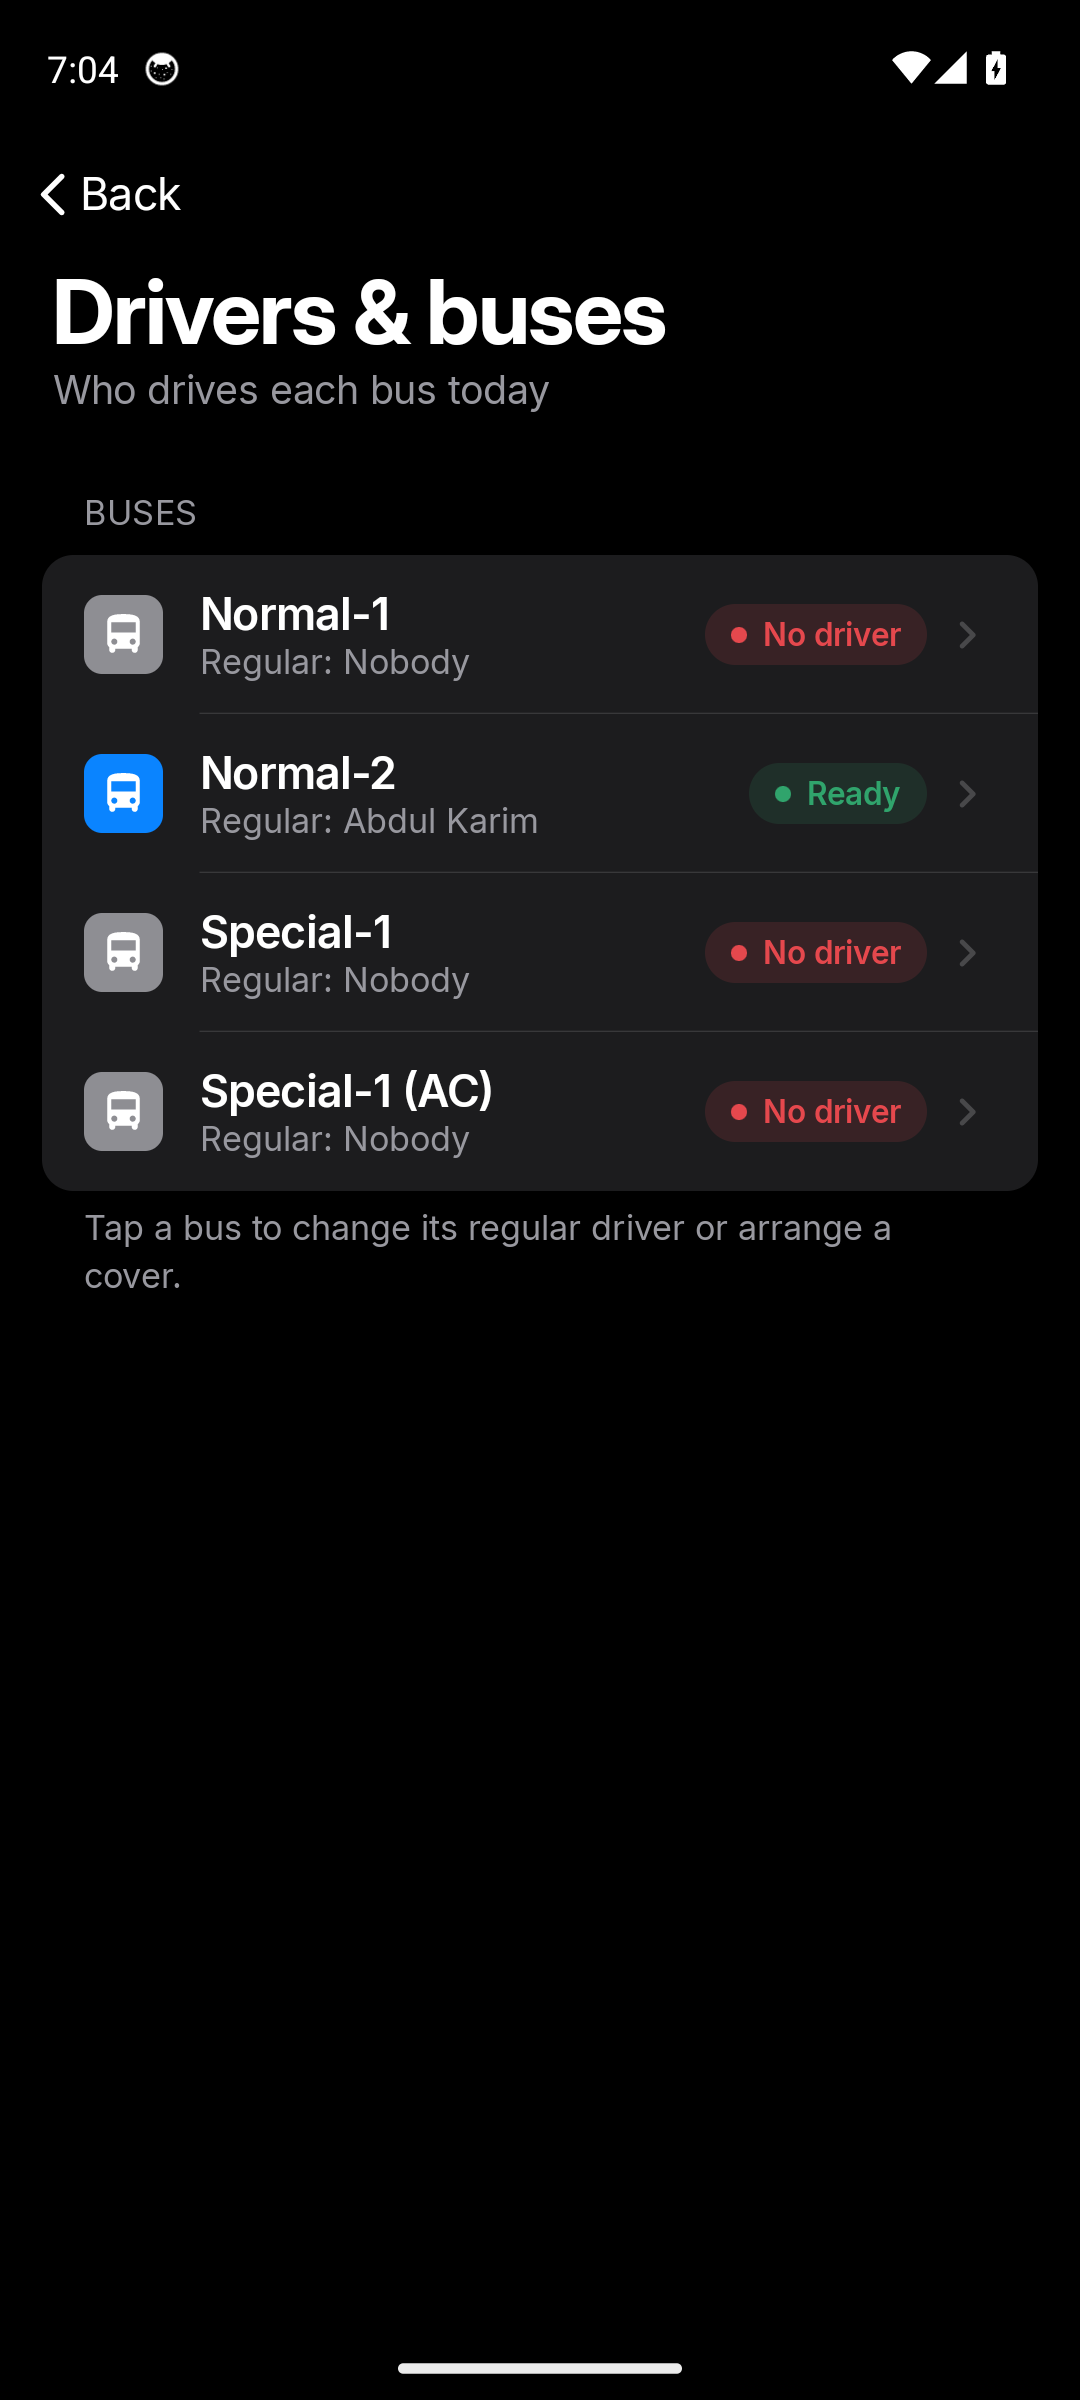 7:04
Back
Drivers & buses
Who drives each bus today
BUSES
Normal-1
Regular: Nobody
No driver
Normal-2
Regular: Abdul Karim
Ready
Special-1
Regular: Nobody
No driver
Special-1 (AC)
Regular: Nobody
No driver
Tap a bus to change its regular driver or arrange a
cover.